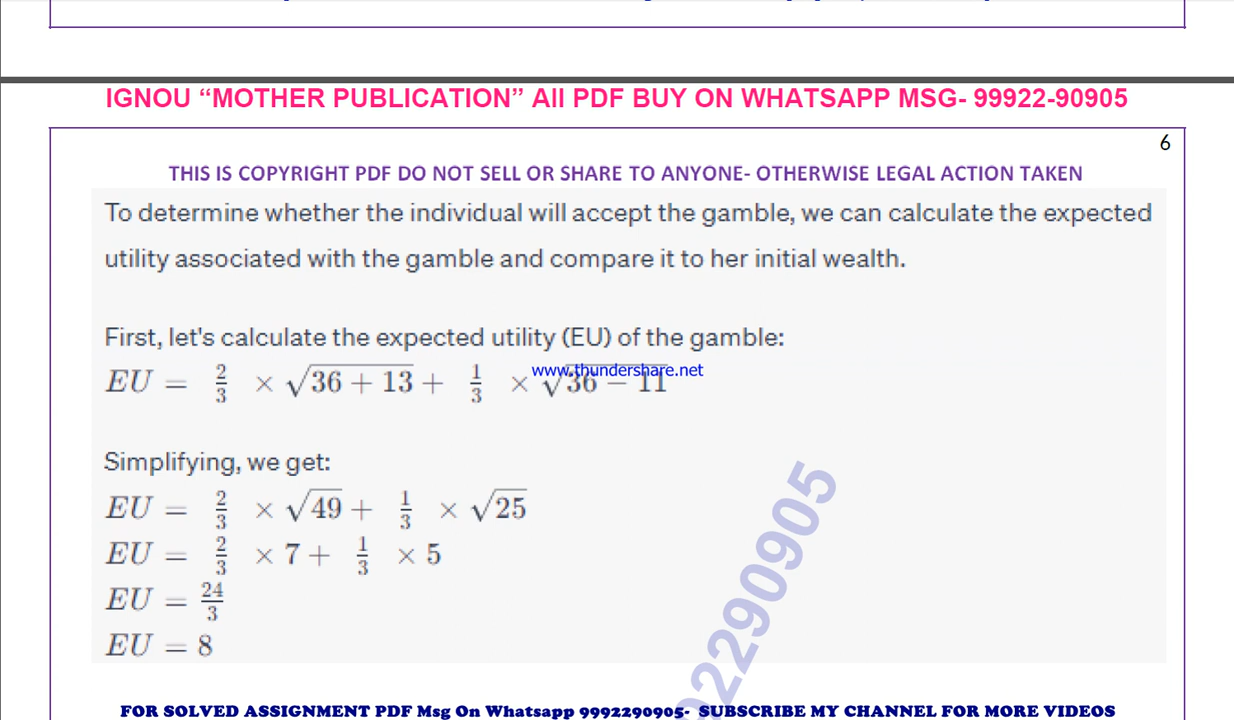 IGNOU “MOTHER PUBLICATION” All PDF BUY ON WHATSAPP MSG- 99922-90905
6
THIS IS COPYRIGHT PDF DO NOT SELL OR SHARE TO ANYONE- OTHERWISE LEGAL ACTION TAKEN
To determine whether the individual will accept the gamble, we can calculate the expected
utility associated with the gamble and compare it to her initial wealth.
First, let's calculate the expected utility (EU) of the gamble:
EU = 2/3 × √36 + 13 + 1/3 × √36 − 11
www.thundershare.net
Simplifying, we get:
EU = 2/3 × √49 + 1/3 × √25
EU = 2/3 × 7 + 1/3 × 5
EU = 24/3
EU = 8
FOR SOLVED ASSIGNMENT PDF Msg On Whatsapp 9992290905- SUBSCRIBE MY CHANNEL FOR MORE VIDEOS